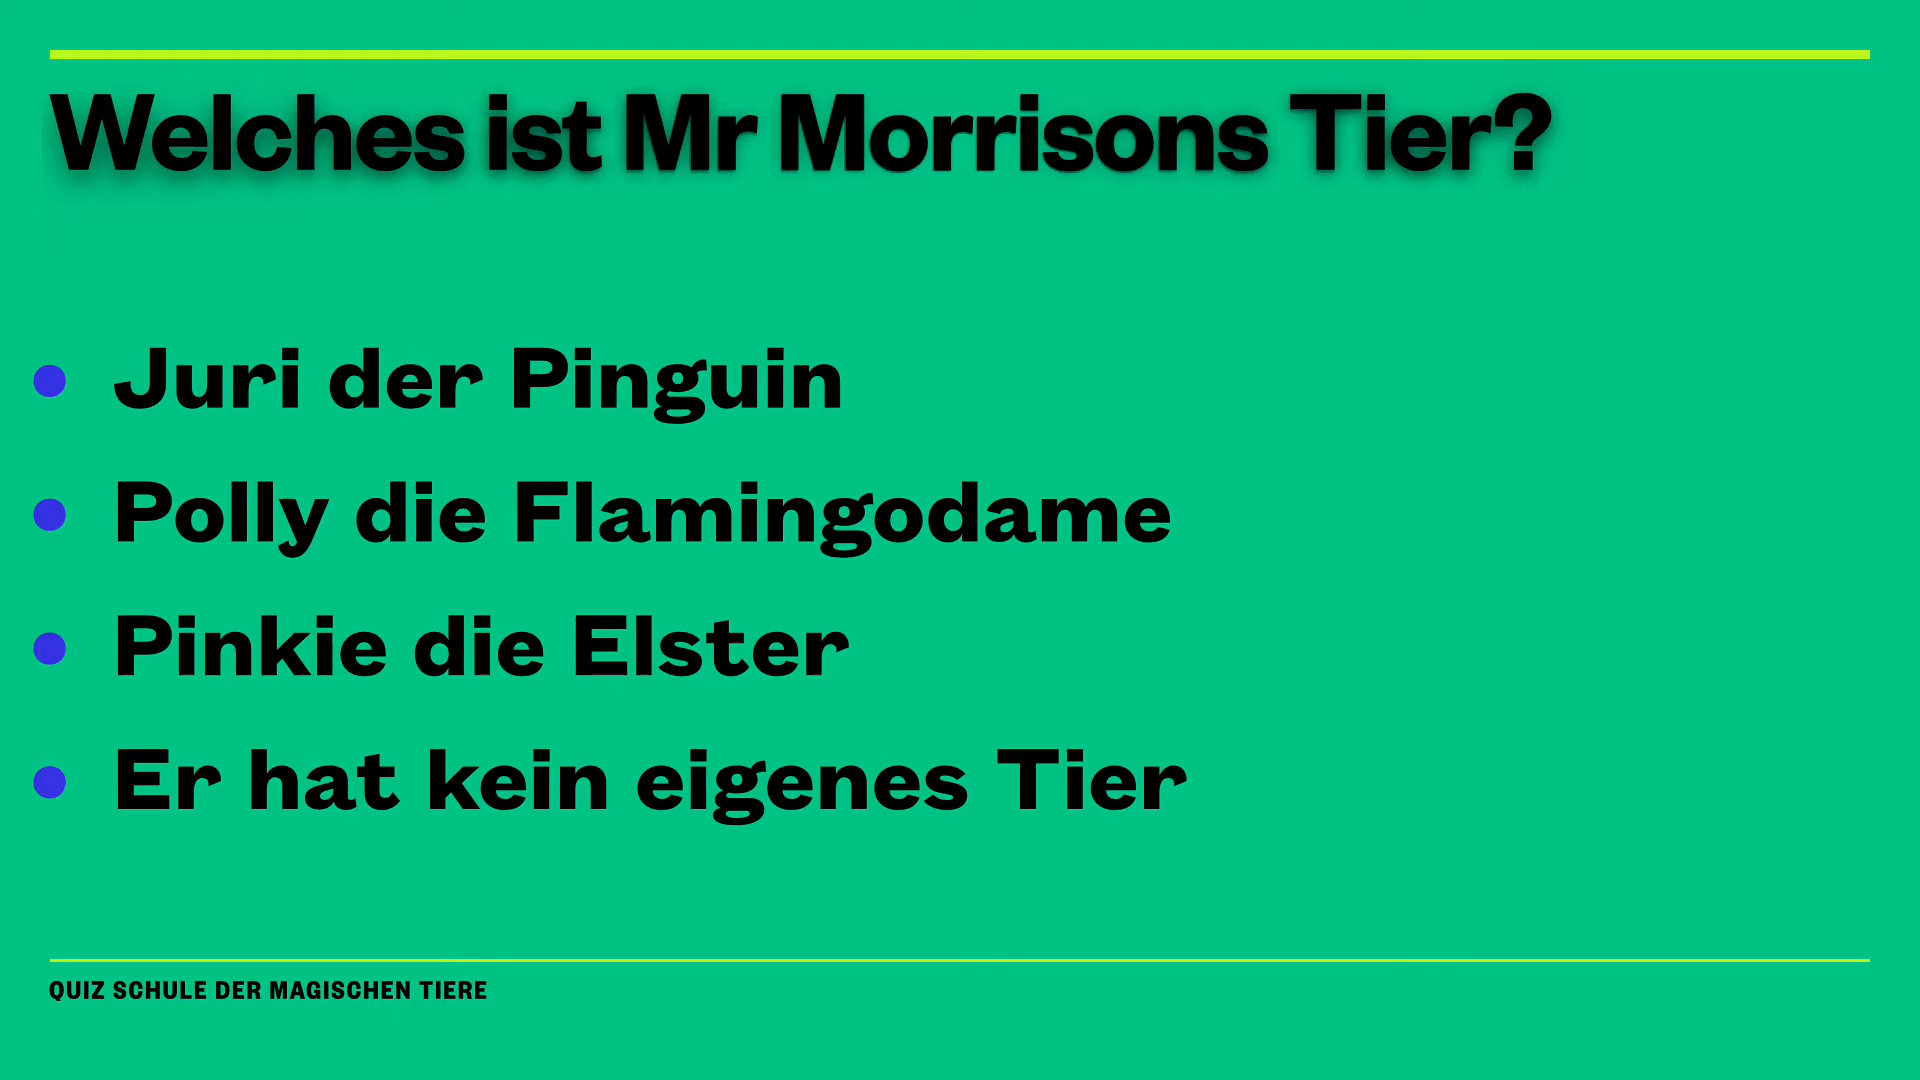 Welches ist Mr Morrisons Tier?
Juri der Pinguin
Polly die Flamingodame
Pinkie die Elster
Er hat kein eigenes Tier
QUIZ SCHULE DER MAGISCHEN TIERE